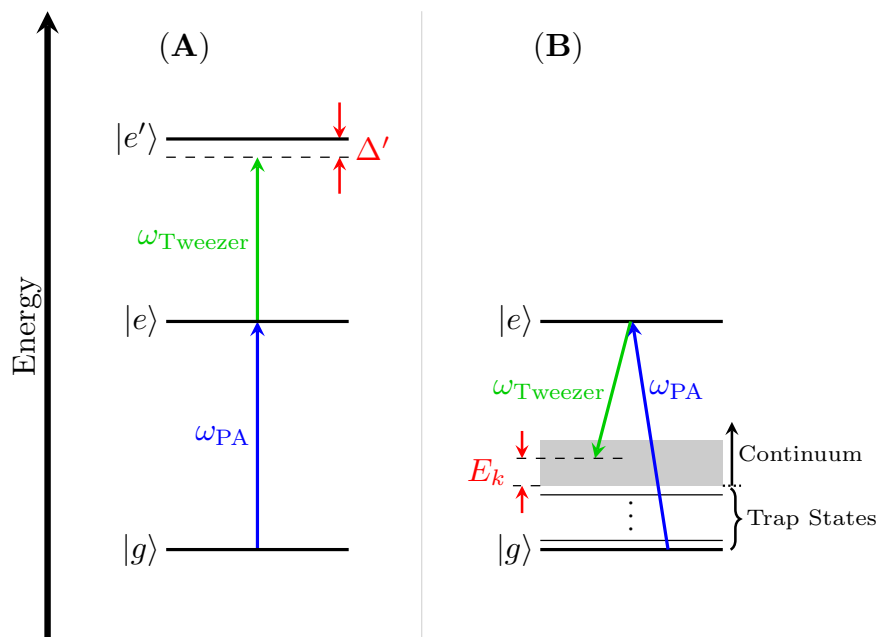 (A)
(B)
|e′⟩
Δ′
ω_Tweezer
Energy
|e⟩
|e⟩
ω_Tweezer
ω_PA
ω_PA
Continuum
E_k
Trap States
|g⟩
|g⟩